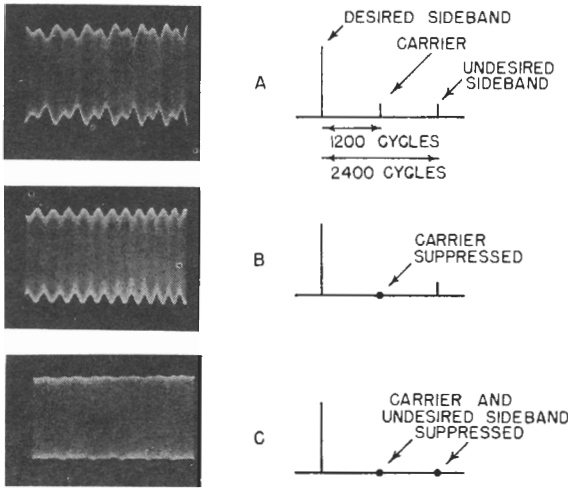 DESIRED SIDEBAND
CARRIER
UNDESIRED
SIDEBAND
A
1200 CYCLES
2400 CYCLES
B
CARRIER
SUPPRESSED
C
CARRIER AND
UNDESIRED SIDEBAND
SUPPRESSED